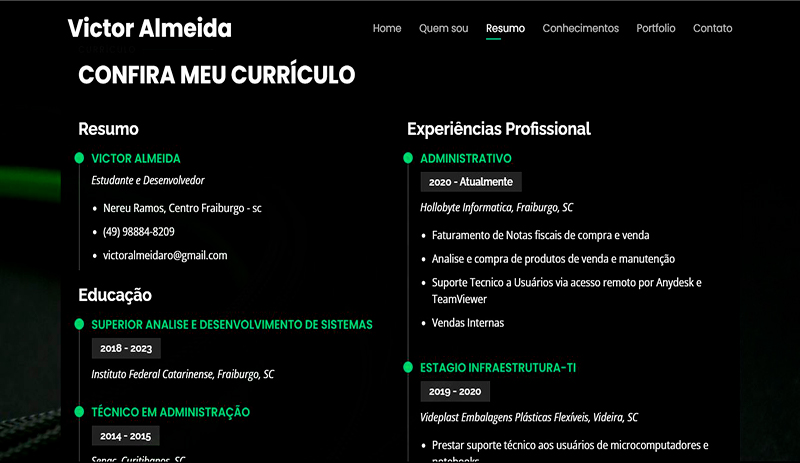 Victor Almeida
Home Quem sou Resumo Conhecimentos Portfolio Contato
CONFIRA MEU CURRÍCULO
Resumo
VICTOR ALMEIDA
Estudante e Desenvolvedor
Nereu Ramos, Centro Fraiburgo - sc
(49) 98884-8209
victoralmeidaro@gmail.com
Educação
SUPERIOR ANALISE E DESENVOLVIMENTO DE SISTEMAS
2018 - 2023
Instituto Federal Catarinense, Fraiburgo, SC
TÉCNICO EM ADMINISTRAÇÃO
2014 - 2015
Senac, Curitibanos, SC
Experiências Profissional
ADMINISTRATIVO
2020 - Atualmente
Hollobyte Informatica, Fraiburgo, SC
Faturamento de Notas fiscais de compra e venda
Analise e compra de produtos de venda e manutenção
Suporte Tecnico a Usuários via acesso remoto por Anydesk e
TeamViewer
Vendas Internas
ESTAGIO INFRAESTRUTURA-TI
2019 - 2020
Videplast Embalagens Plásticas Flexíveis, Videira, SC
Prestar suporte técnico aos usuários de microcomputadores e
notebooks